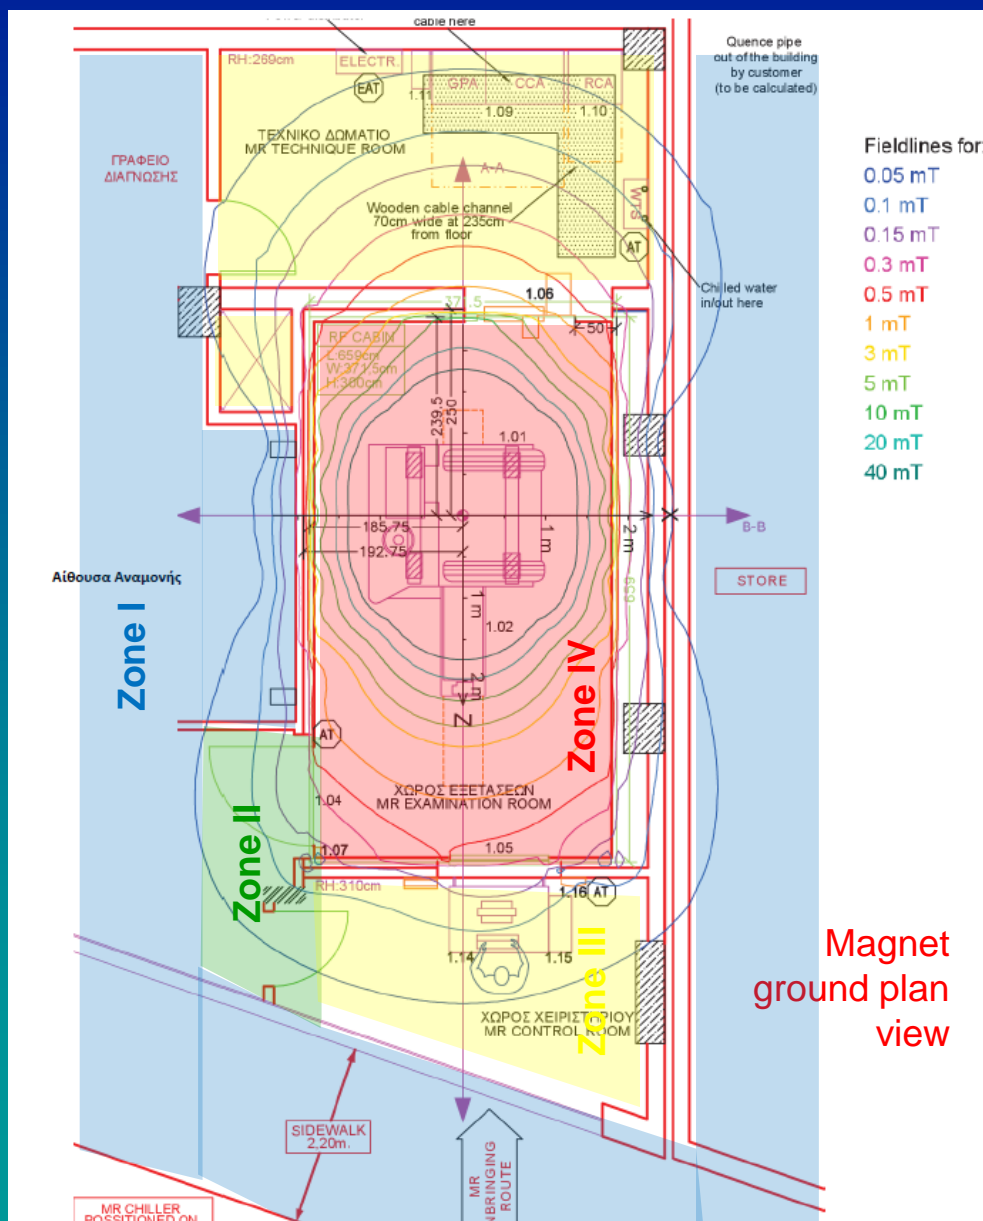 cable here
Quence pipe
out of the building
by customer
(to be calculated)
RH:269cm
ELECTR.
EAT
1.11
GPA
CCA
RCA
1.09
1.10
ΤΕΧΝΙΚΟ ΔΩΜΑΤΙΟ
MR TECHNIQUE ROOM
ΓΡΑΦΕΙΟ
ΔΙΑΓΝΩΣΗΣ
A-A
Wooden cable channel
70cm wide at 235cm
from floor
WTS
AT
Chilled water
in/out here
Fieldlines for:
0.05 mT
0.1 mT
0.15 mT
0.3 mT
0.5 mT
1 mT
3 mT
5 mT
10 mT
20 mT
40 mT
1.06
371.5
50
RF CABIN
L:659cm
W:371,5cm
H:300cm
239.5
250
1.01
185.75
192.75
1 m
2 m
B-B
659
STORE
Αίθουσα Αναμονής
Zone I
1 m
1.02
2 m
Z
Zone IV
AT
ΧΩΡΟΣ ΕΞΕΤΑΣΕΩΝ
MR EXAMINATION ROOM
1.04
Zone II
1.07
1.05
RH:310cm
1.16
AT
1.14
1.15
Zone III
ΧΩΡΟΣ ΧΕΙΡΙΣΤΗΡΙΟΥ
MR CONTROL ROOM
Magnet
ground plan
view
SIDEWALK
2,20m.
MR
INBRINGING
ROUTE
MR CHILLER
POSSITIONED ON